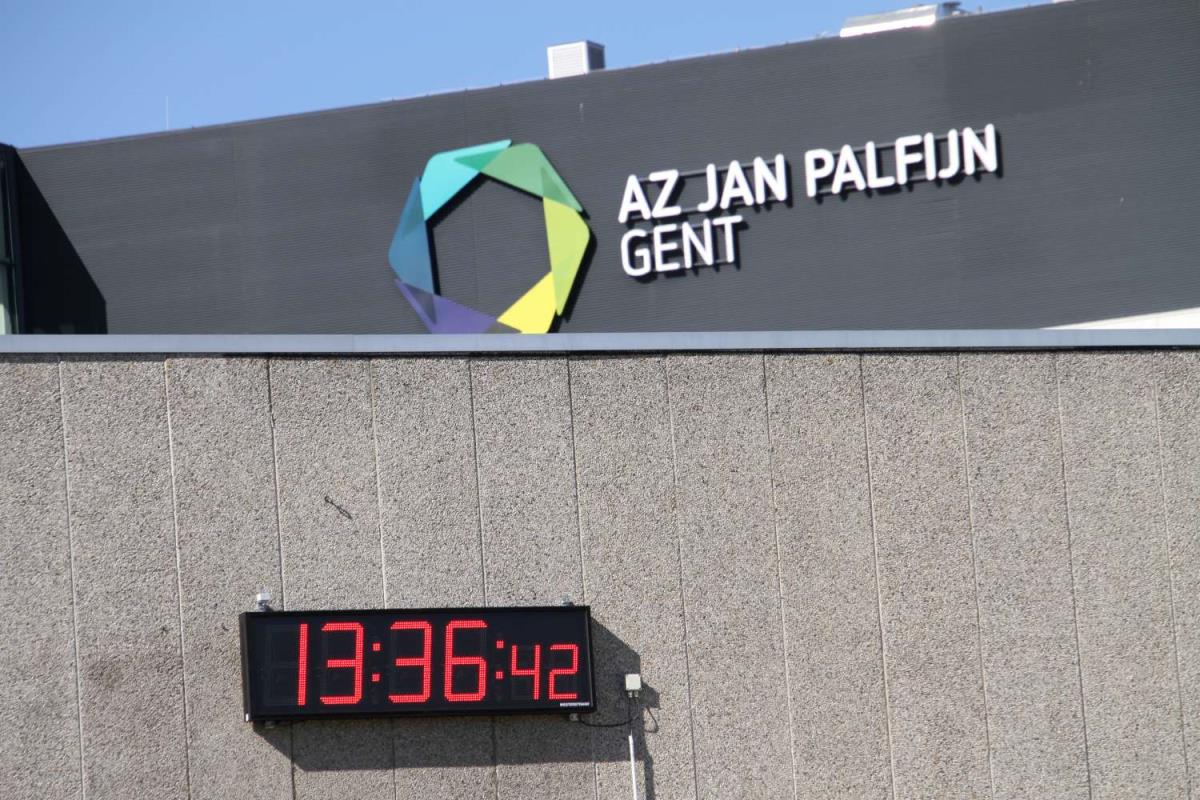 AZ JAN PALFIJN
GENT
13:36:42